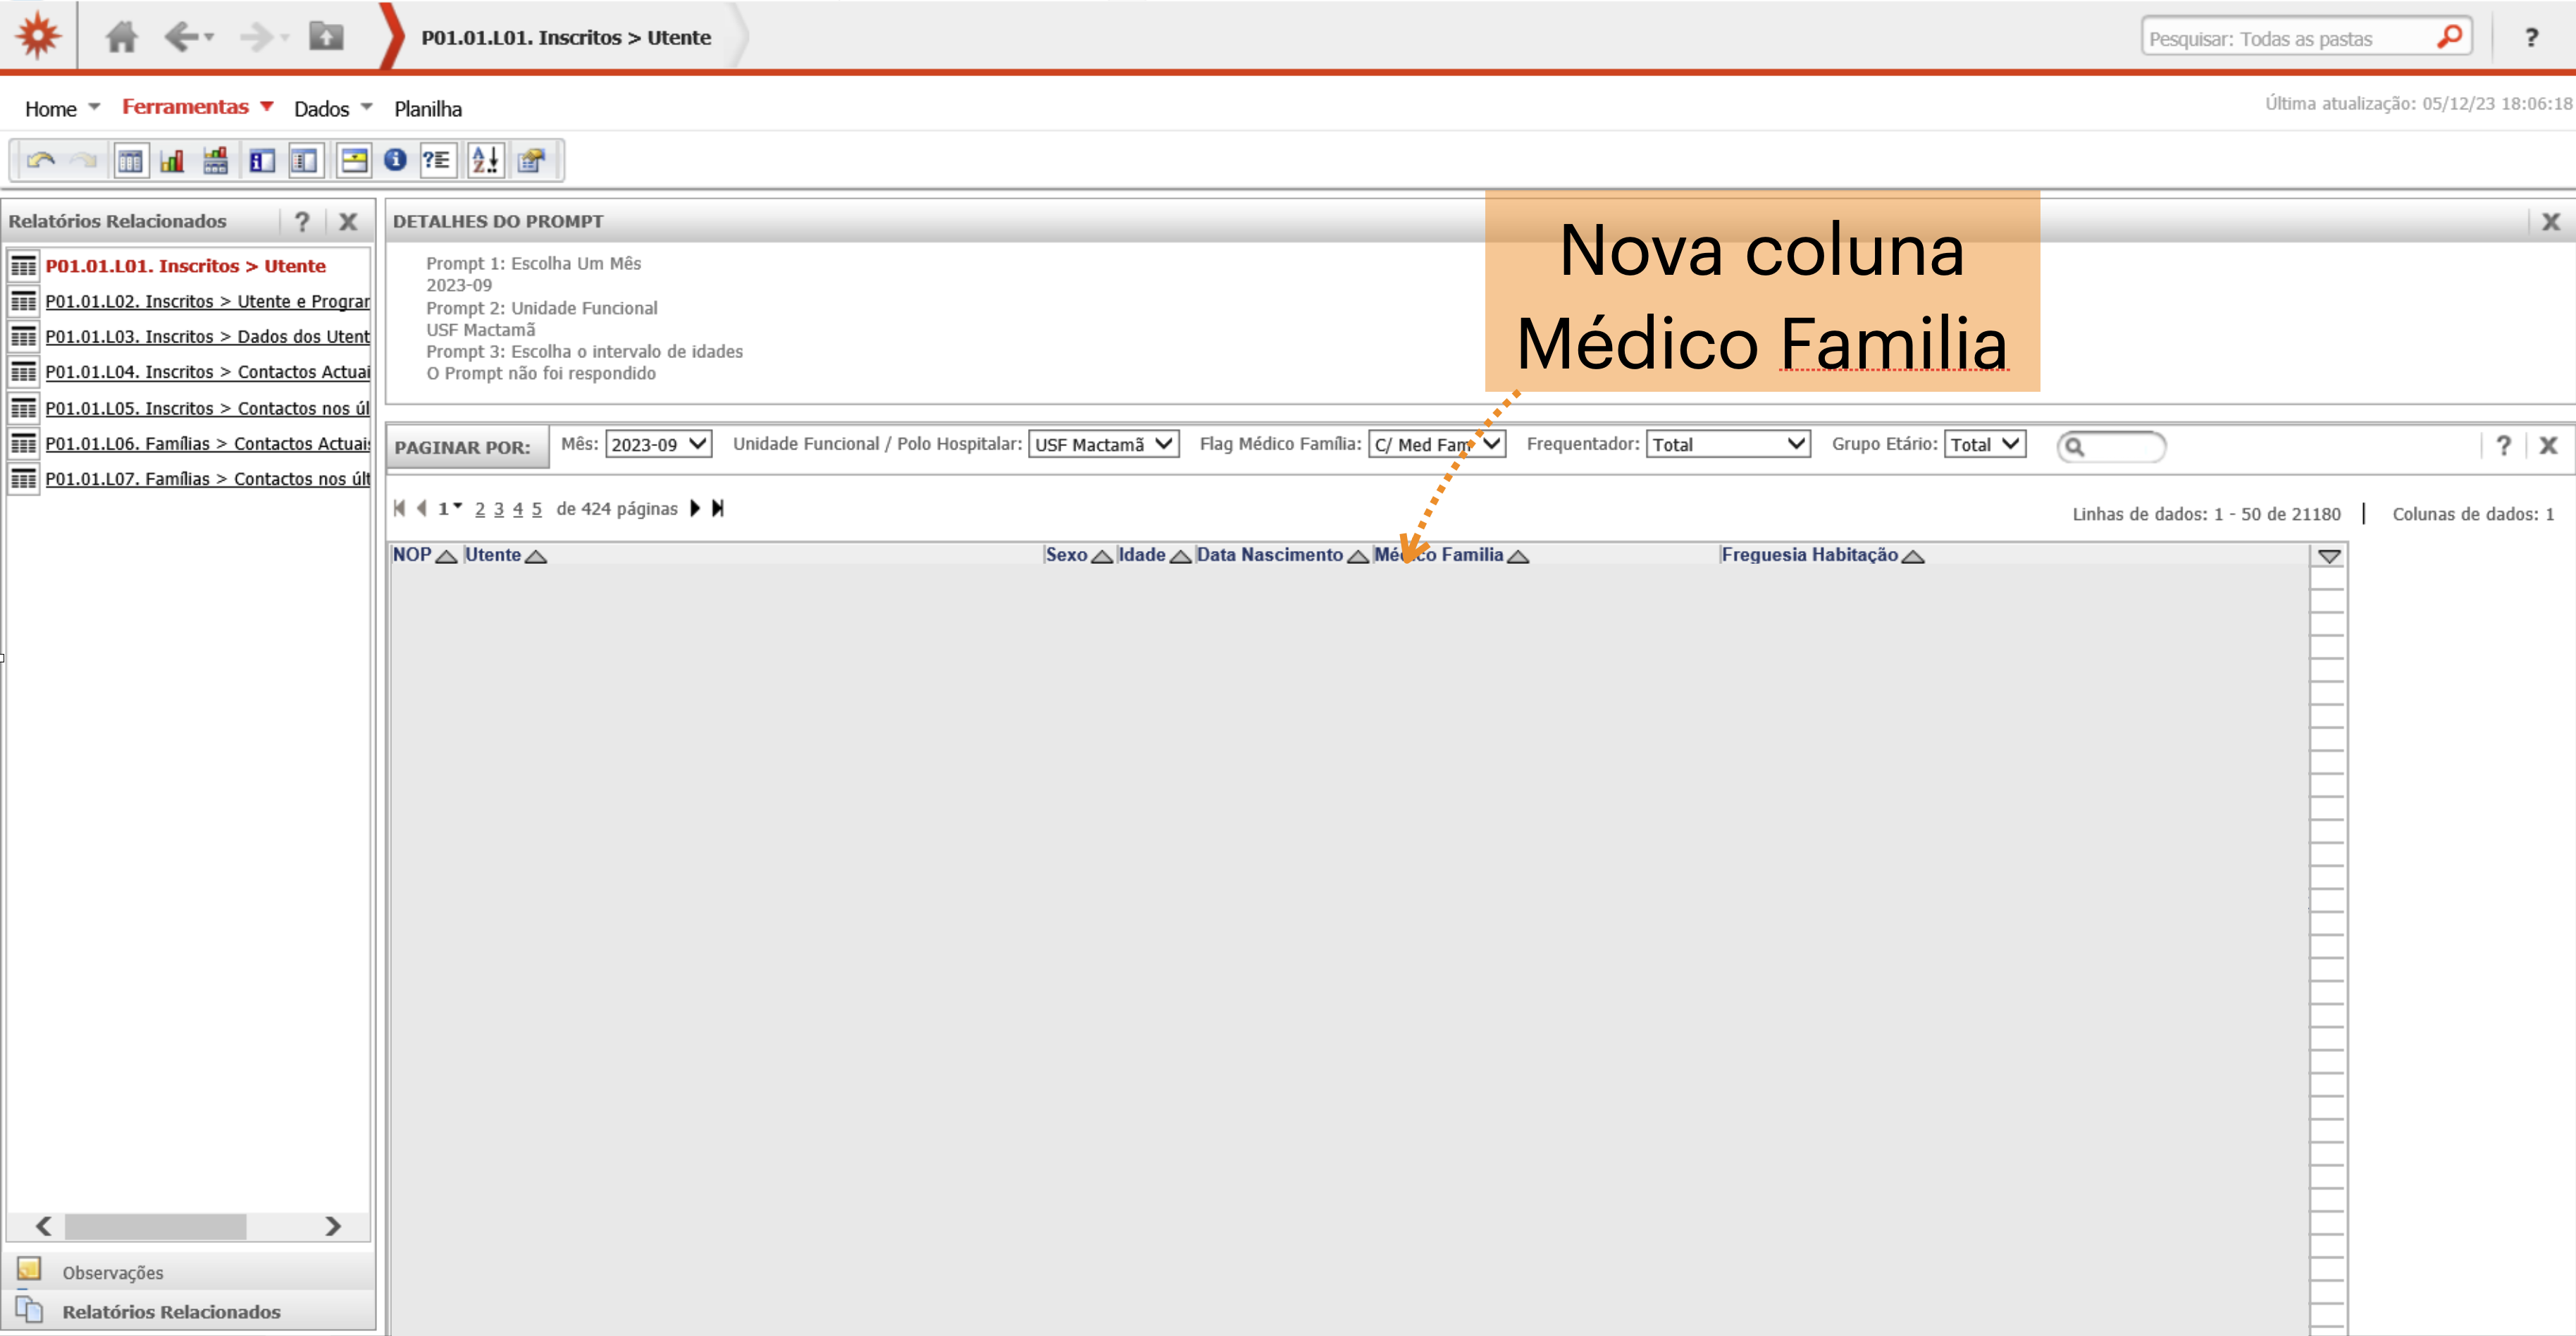 P01.01.L01. Inscritos > Utente
Pesquisar: Todas as pastas
?
Home Ferramentas Dados Planilha
Última atualização: 05/12/23 18:06:18
Relatórios Relacionados ? X
P01.01.L01. Inscritos > Utente
P01.01.L02. Inscritos > Utente e Progra
P01.01.L03. Inscritos > Dados dos Utent
P01.01.L04. Inscritos > Contactos Actuai
P01.01.L05. Inscritos > Contactos nos úl
P01.01.L06. Famílias > Contactos Actuais
P01.01.L07. Famílias > Contactos nos últ
Observações
Relatórios Relacionados
DETALHES DO PROMPT X
Prompt 1: Escolha Um Mês
2023-09
Prompt 2: Unidade Funcional
USF Mactamã
Prompt 3: Escolha o intervalo de idades
O Prompt não foi respondido
Nova coluna
Médico Familia
PAGINAR POR: Mês: 2023-09 Unidade Funcional / Polo Hospitalar: USF Mactamã Flag Médico Família: C/ Med Fam Frequentador: Total Grupo Etário: Total ? X
1 2 3 4 5 de 424 páginas
Linhas de dados: 1 - 50 de 21180 | Colunas de dados: 1
NOP Utente Sexo Idade Data Nascimento Médico Familia Freguesia Habitação